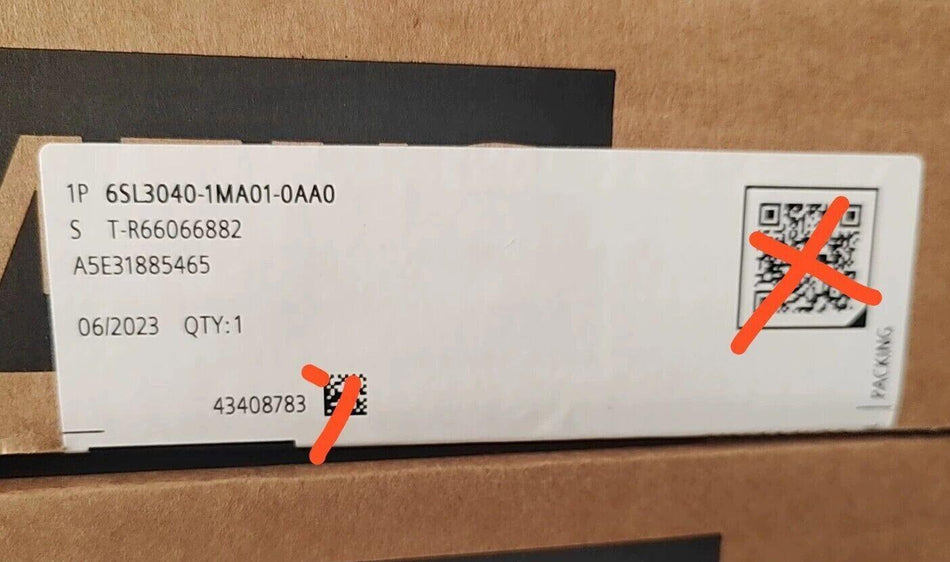 1P 6SL3040-1MA01-0AA0
S T-R66066882
A5E31885465
06/2023 QTY:1
43408783
PACKING